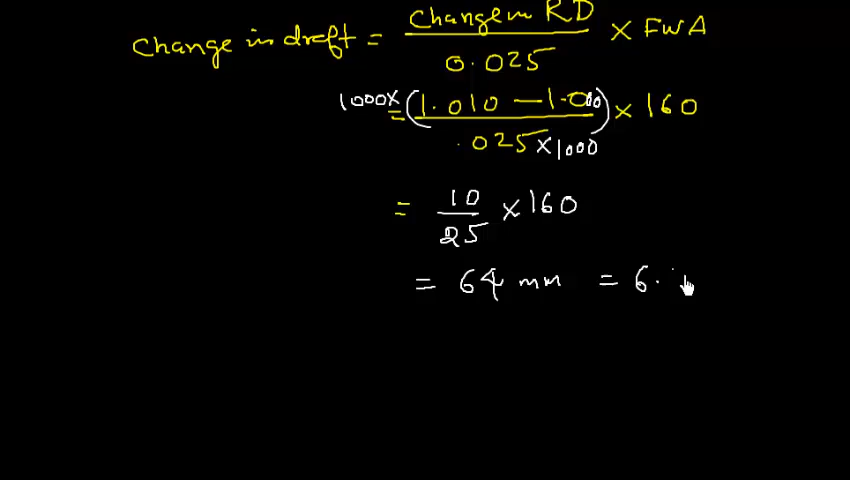 change in draft = change in RD / 0.025 × FWA
1000× = (1.010 − 1.000) / .025 × 1000 × 160
= 10 / 25 × 160
= 64 mm = 6.